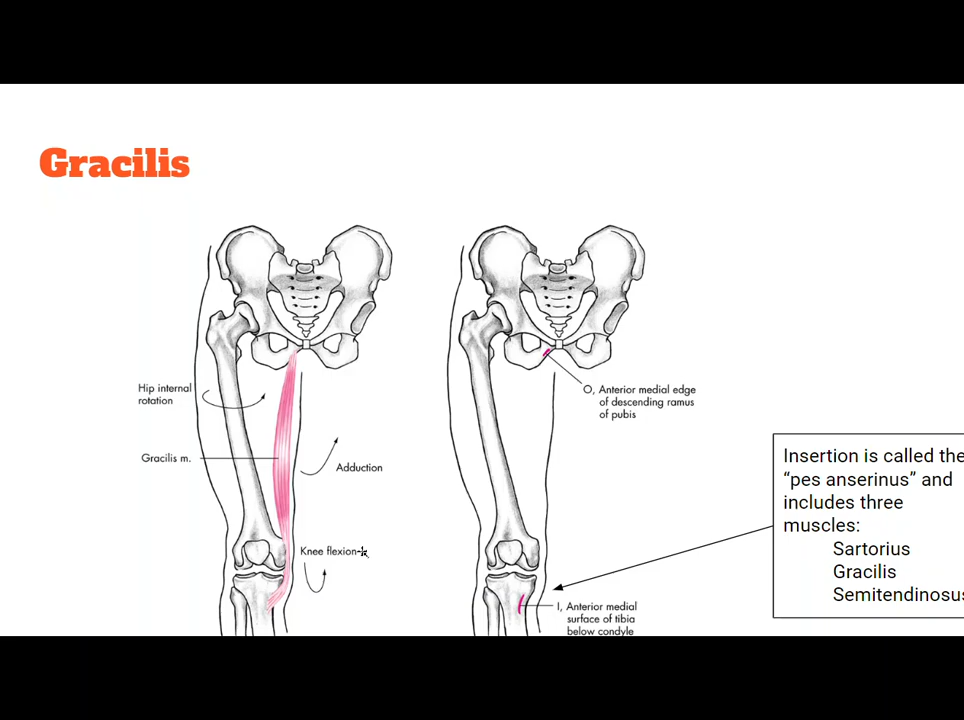 Gracilis
Hip internal
rotation
Gracilis m.
Adduction
Knee flexion
O, Anterior medial edge
of descending ramus
of pubis
I, Anterior medial
surface of tibia
below condyle
Insertion is called the
“pes anserinus” and
includes three
muscles:
Sartorius
Gracilis
Semitendinosus